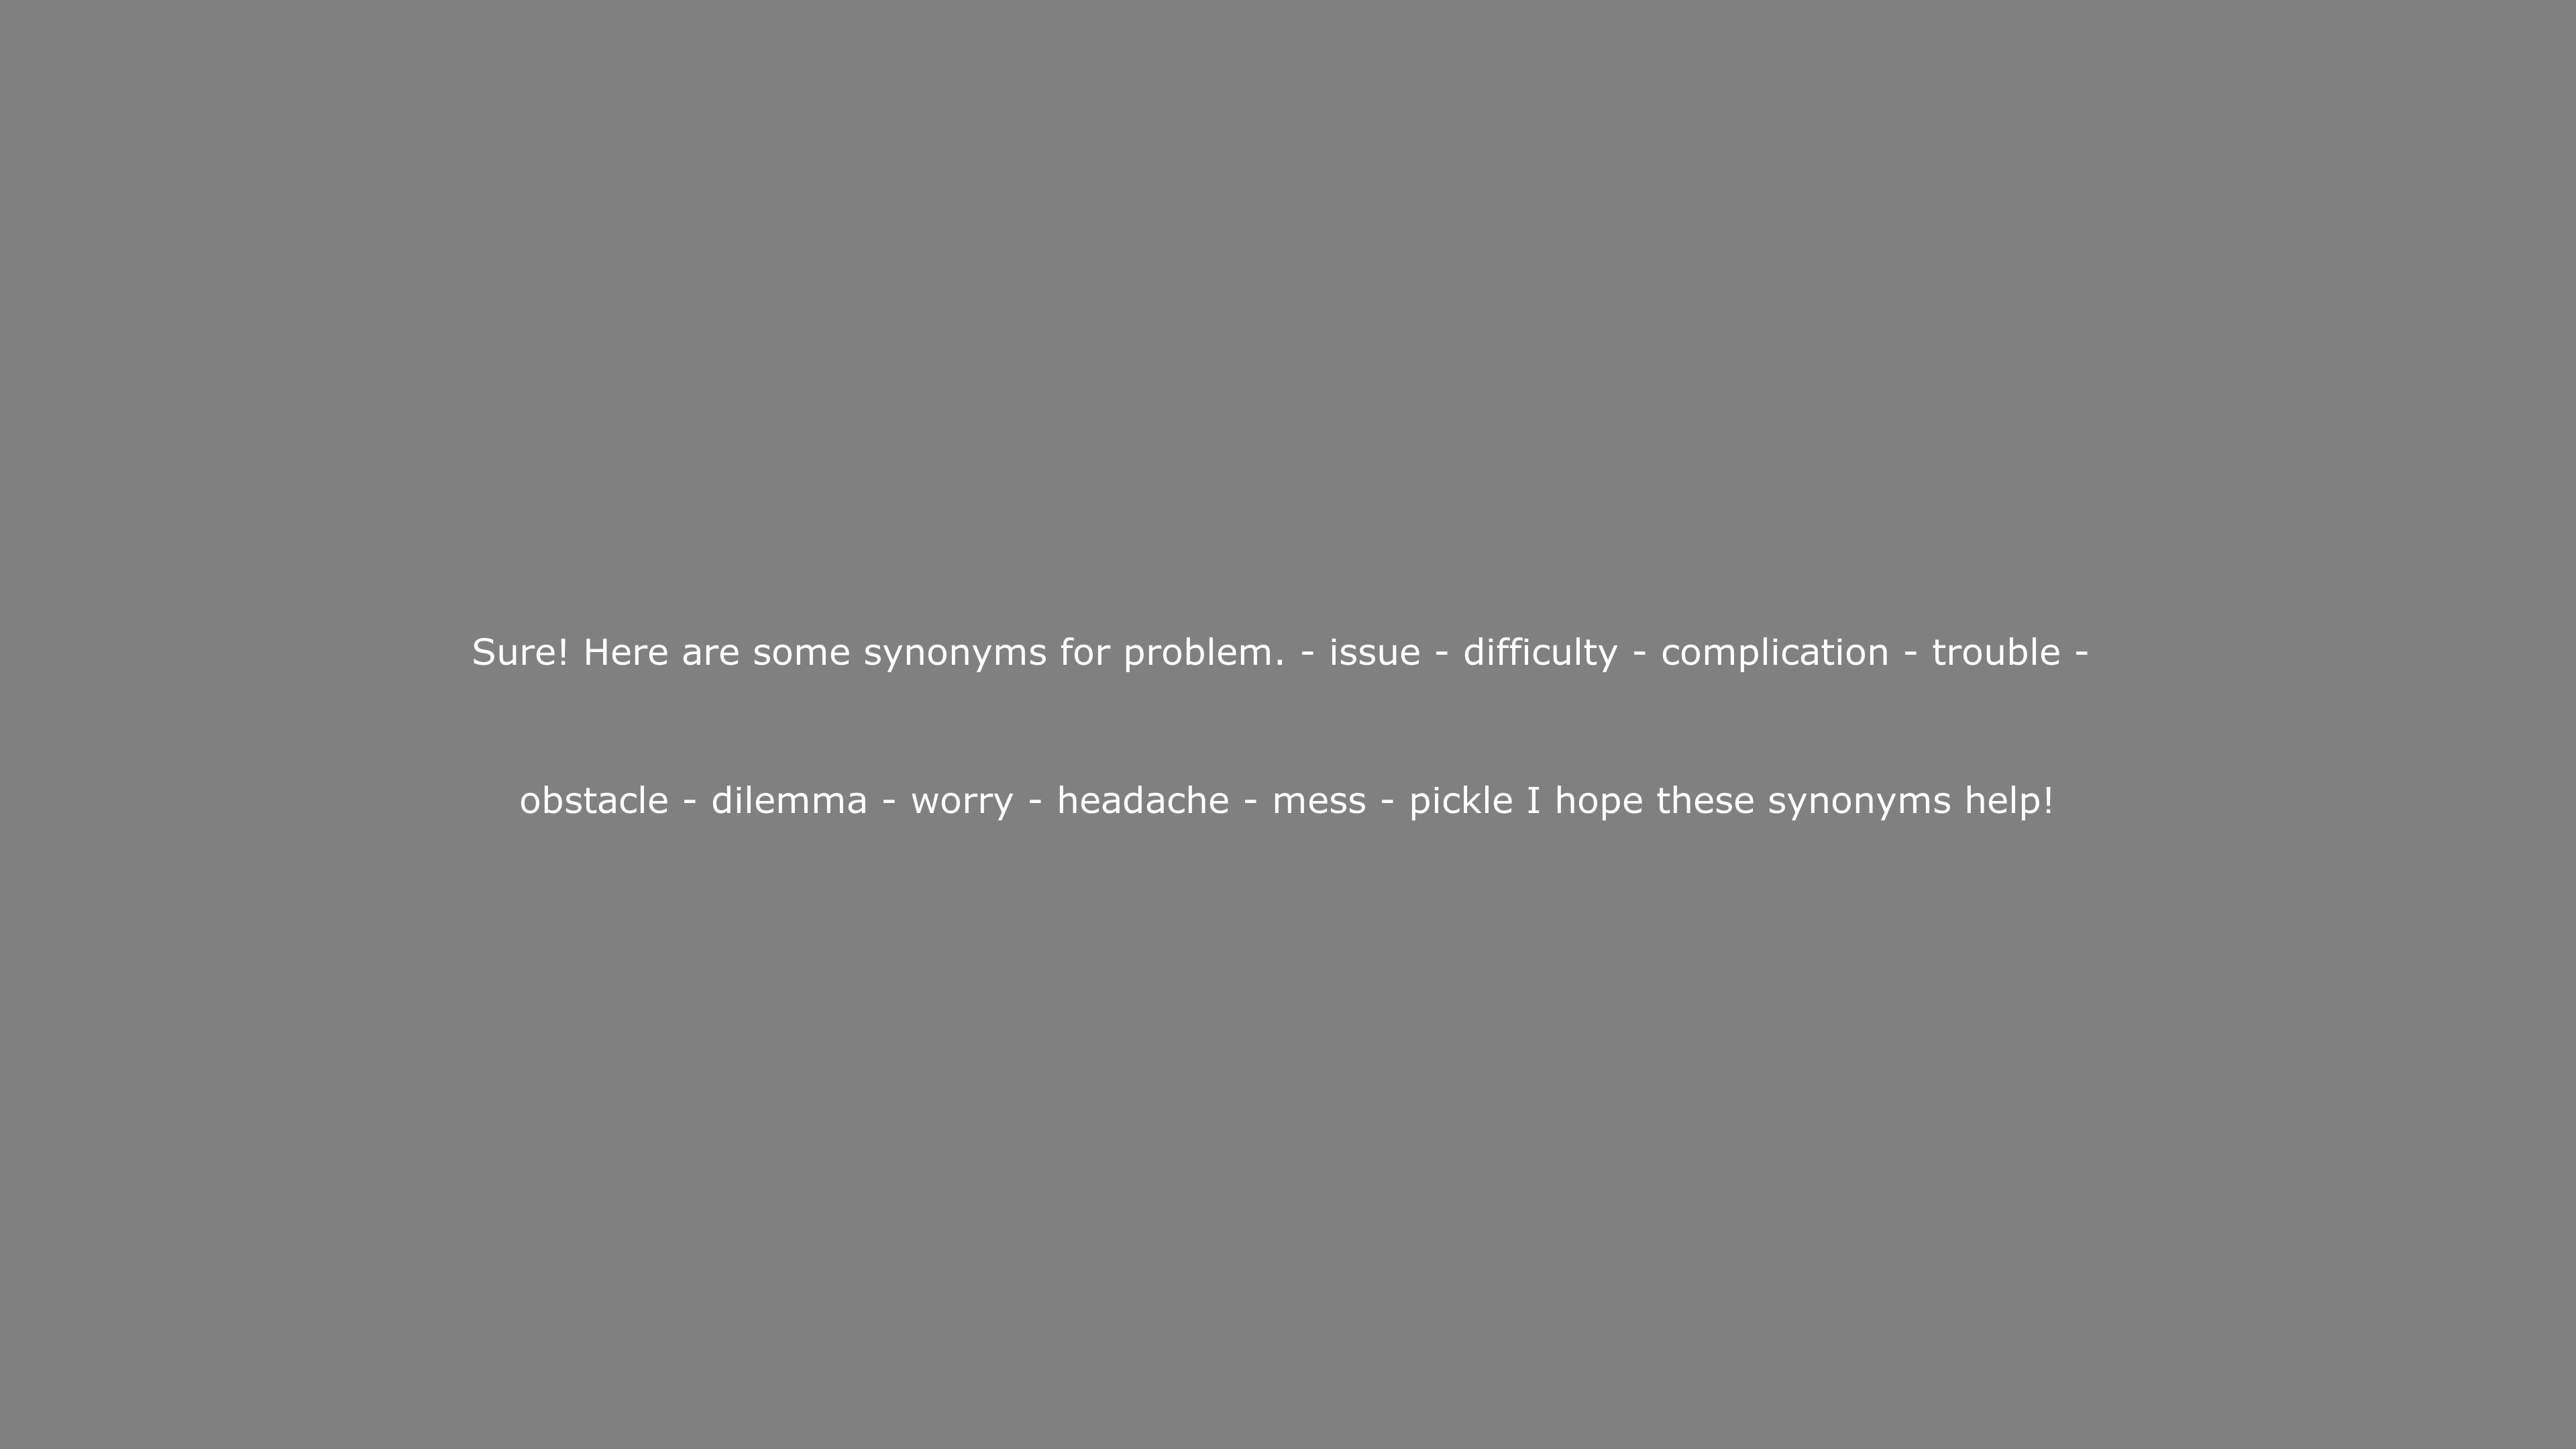 Sure! Here are some synonyms for problem. - issue - difficulty - complication - trouble -
obstacle - dilemma - worry - headache - mess - pickle I hope these synonyms help!